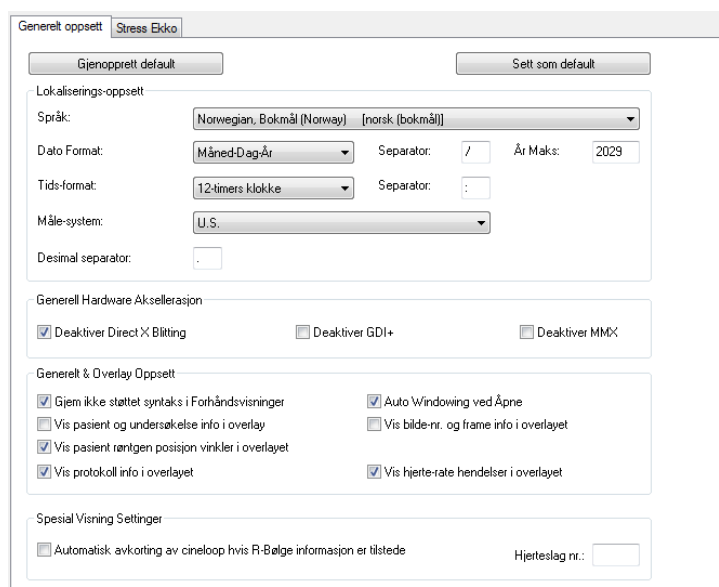 Generelt oppsett Stress Ekko
Gjenopprett default Sett som default
Lokaliserings-oppsett
Språk: Norwegian, Bokmål (Norway) [norsk (bokmål)]
Dato Format: Måned-Dag-År Separator: / År Maks: 2029
Tids-format: 12-timers klokke Separator: :
Måle-system: U.S.
Desimal separator: .
Generell Hardware Aksellerasjon
Deaktiver Direct X Blitting Deaktiver GDI+ Deaktiver MMX
Generelt & Overlay Oppsett
Gjem ikke støttet syntaks i Forhåndsvisninger Auto Windowing ved Åpne
Vis pasient og undersøkelse info i overlay Vis bilde-nr. og frame info i overlayet
Vis pasient røntgen posisjon vinkler i overlayet
Vis protokoll info i overlayet Vis hjerte-rate hendelser i overlayet
Spesial Visning Settinger
Automatisk avkorting av cineloop hvis R-Bølge informasjon er tilstede Hjerteslag nr.: